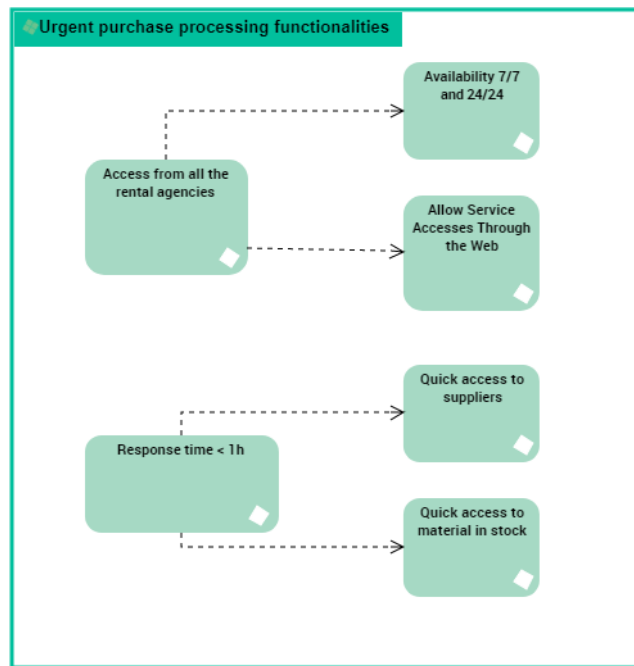 Urgent purchase processing functionalities
Availability 7/7
and 24/24
Access from all the
rental agencies
Allow Service
Accesses Through
the Web
Quick access to
suppliers
Response time < 1h
Quick access to
material in stock